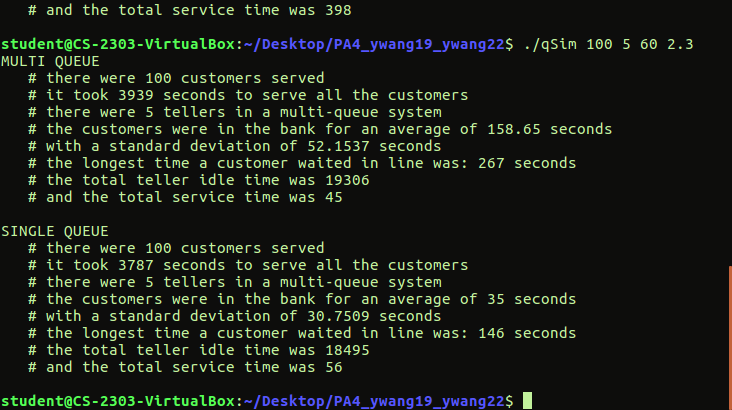 # and the total service time was 398
student@CS-2303-VirtualBox:~/Desktop/PA4_ywang19_ywang22$ ./qSim 100 5 60 2.3
MULTI QUEUE
# there were 100 customers served
# it took 3939 seconds to serve all the customers
# there were 5 tellers in a multi-queue system
# the customers were in the bank for an average of 158.65 seconds
# with a standard deviation of 52.1537 seconds
# the longest time a customer waited in line was: 267 seconds
# the total teller idle time was 19306
# and the total service time was 45
SINGLE QUEUE
# there were 100 customers served
# it took 3787 seconds to serve all the customers
# there were 5 tellers in a multi-queue system
# the customers were in the bank for an average of 35 seconds
# with a standard deviation of 30.7509 seconds
# the longest time a customer waited in line was: 146 seconds
# the total teller idle time was 18495
# and the total service time was 56
student@CS-2303-VirtualBox:~/Desktop/PA4_ywang19_ywang22$